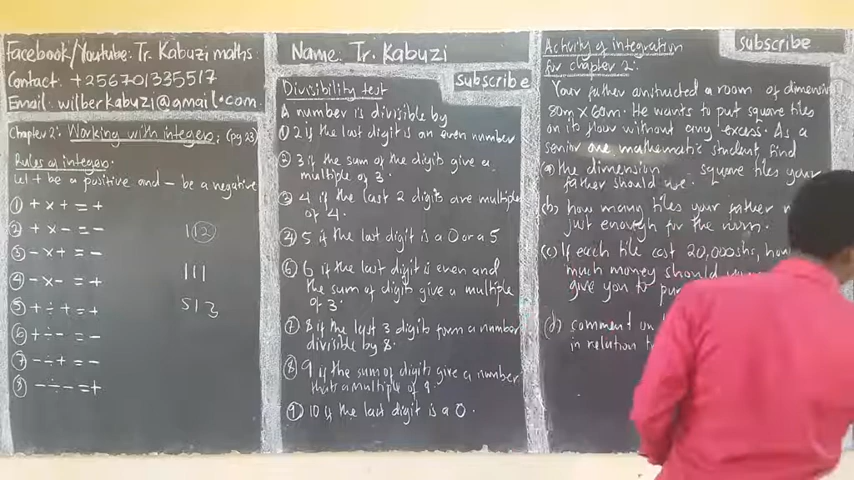 Facebook/Youtube: Tr. Kabuzi maths
Contact: +256701335517
Email: wilberkabuzi@gmail.com
Chapter 2: Working with integers; (pg 23)
Rules of integers.
Let + be a positive and - be a negative
① + × + = +
② + × - = -
③ - × + = -
④ - × - = +
⑤ + ÷ + = +
⑥ + ÷ - = -
⑦ - ÷ + = -
⑧ - ÷ - = +
112
111
513
Name: Tr. Kabuzi
Divisibility test
subscribe
A number is divisible by
① 2 if the last digit is an even number
② 3 if the sum of the digits give a
multiple of 3.
③ 4 if the last 2 digits are multiple
of 4.
④ 5 if the last digit is a 0 or a 5
⑥ 6 if the last digit is even and
the sum of digits give a multiple
of 3.
⑦ 8 if the last 3 digits form a number
divisible by 8.
⑧ 9 if the sum of digits give a number
thats a multiple of 9.
⑨ 10 if the last digit is a 0.
Activity of integration
for chapter 2:
subscribe
Your father constructed a room of dimension
80m × 60m. He wants to put square tiles
on its floor without any excess. As a
senior one mathematic student, find
(a) the dimension square tiles your
father should use.
(b) how many tiles your father
just enough for the room.
(c) If each tile cost 20,000shs, how
much money should
give you to
(d) comment on
in relation